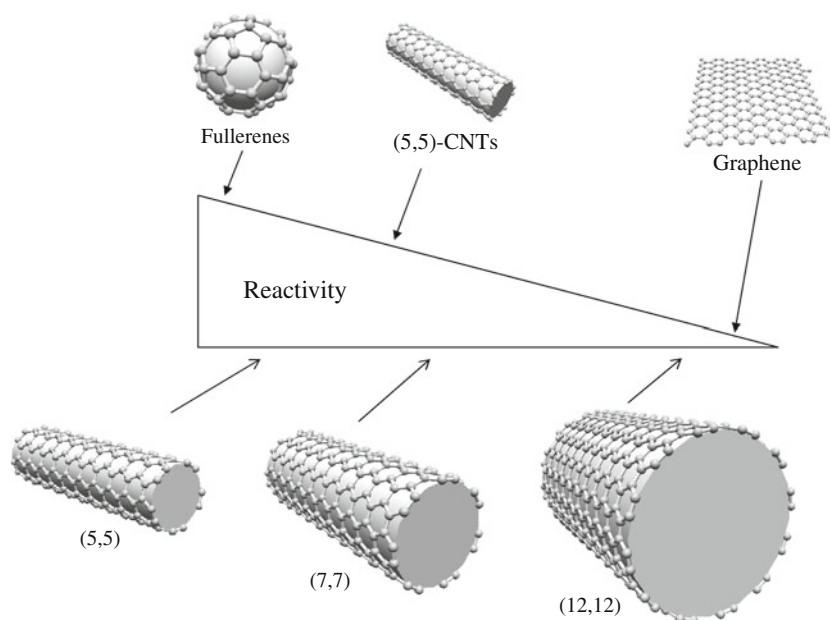 Fullerenes
(5,5)-CNTs
Graphene
Reactivity
(5,5)
(7,7)
(12,12)